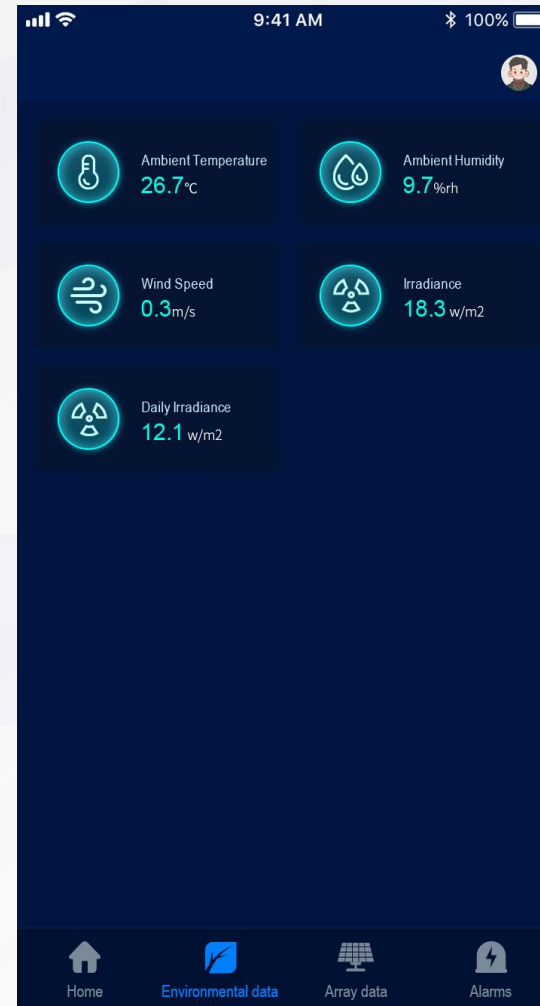 9:41 AM 100%
Ambient Temperature
26.7℃
Ambient Humidity
9.7%rh
Wind Speed
0.3m/s
Irradiance
18.3 w/m2
Daily Irradiance
12.1 w/m2
Home
Environmental data
Array data
Alarms